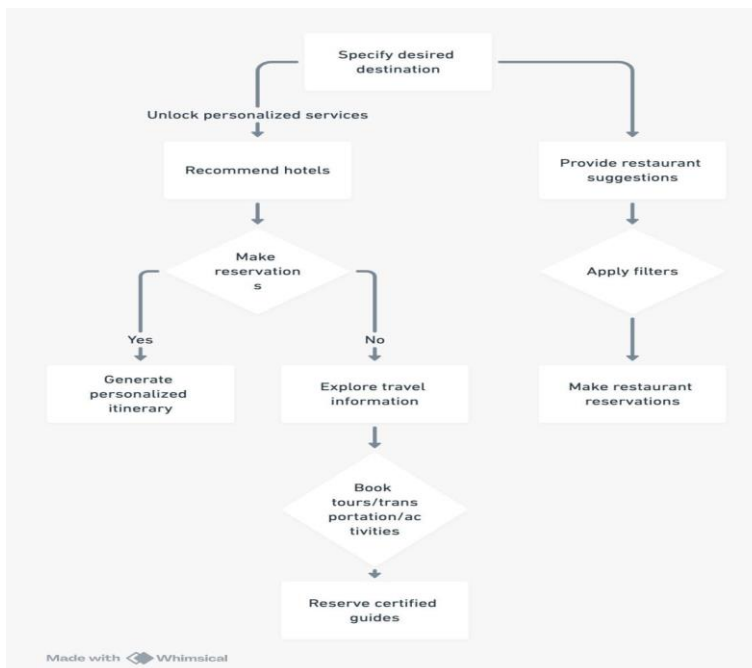 Specify desired
destination
Unlock personalized services
Recommend hotels
Provide restaurant
suggestions
Make
reservation
s
Apply filters
Yes
No
Generate
personalized
itinerary
Explore travel
information
Make restaurant
reservations
Book
tours/trans
portation/ac
tivities
Reserve certified
guides
Made with Whimsical